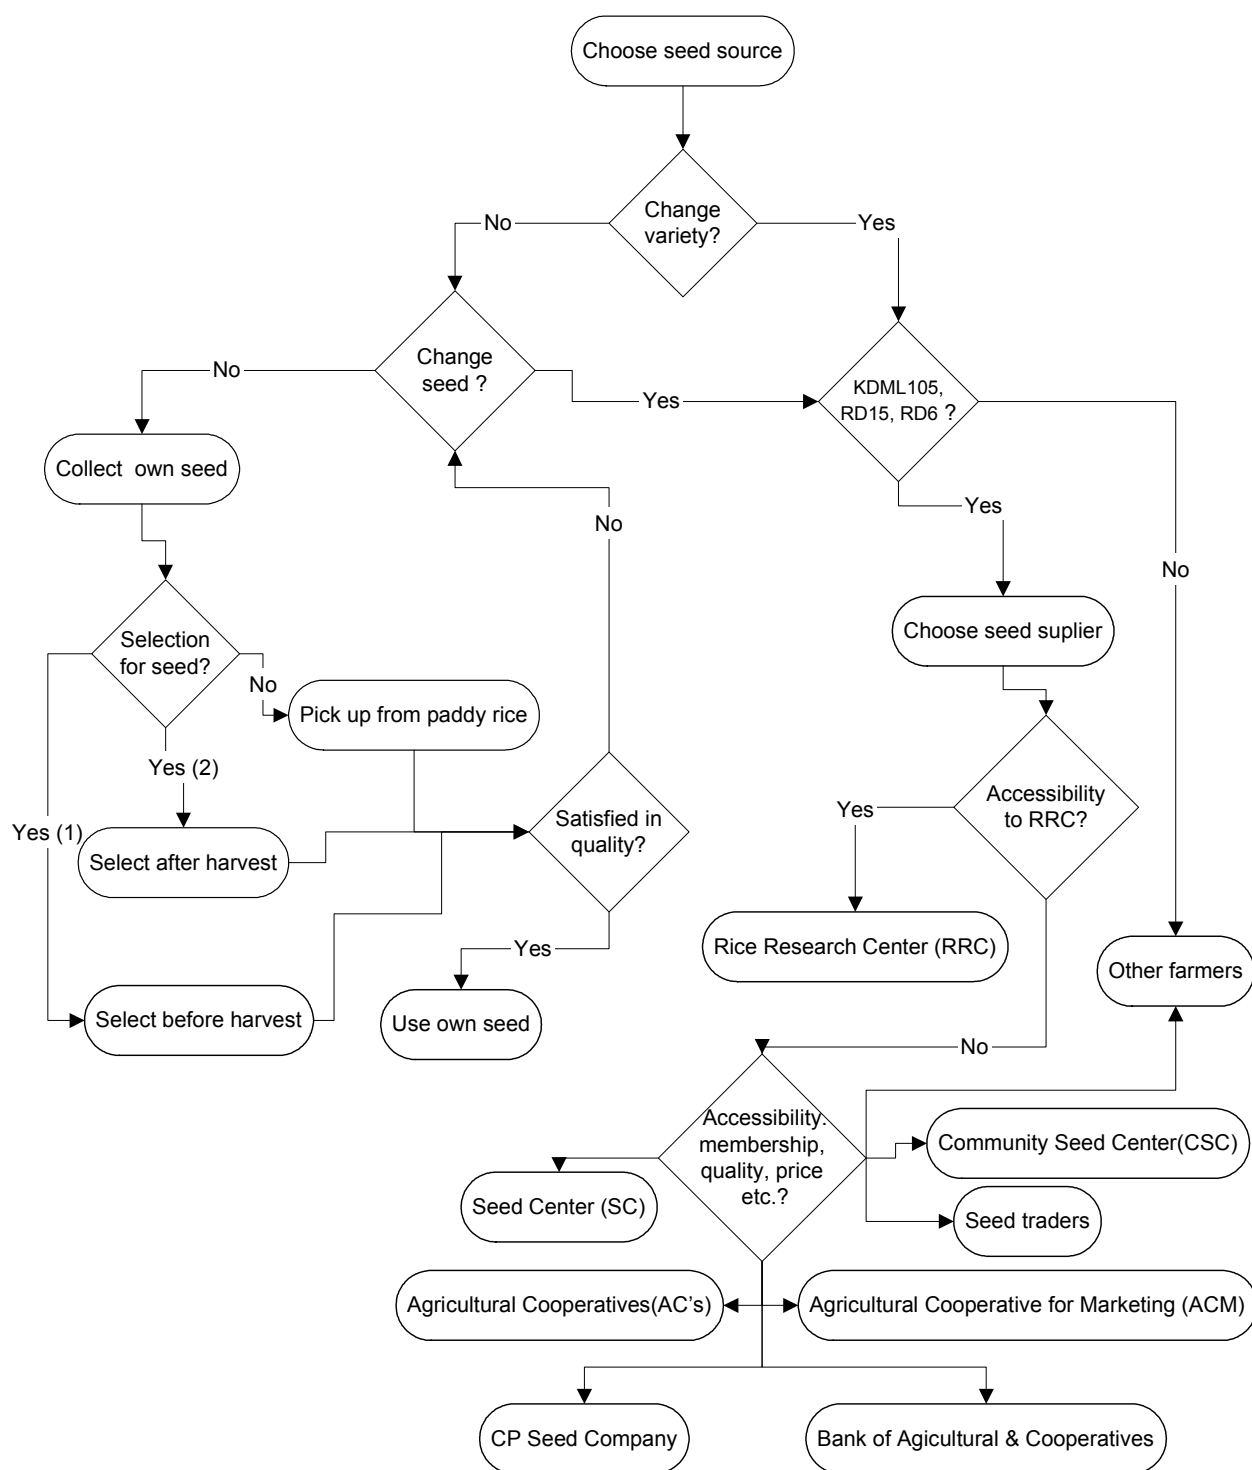 Choose seed source
Change
variety?
No
Yes
Change
seed ?
No
Yes
KDML105,
RD15, RD6 ?
Collect own seed
Yes
No
No
Selection
for seed?
Choose seed suplier
No
Pick up from paddy rice
Yes (2)
Yes (1)
Select after harvest
Satisfied in
quality?
Yes
Accessibility
to RRC?
Yes
Rice Research Center (RRC)
Other farmers
Select before harvest
Use own seed
No
Accessibility.
membership,
quality, price
etc.?
Community Seed Center(CSC)
Seed Center (SC)
Seed traders
Agricultural Cooperatives(AC's)
Agricultural Cooperative for Marketing (ACM)
CP Seed Company
Bank of Agicultural & Cooperatives